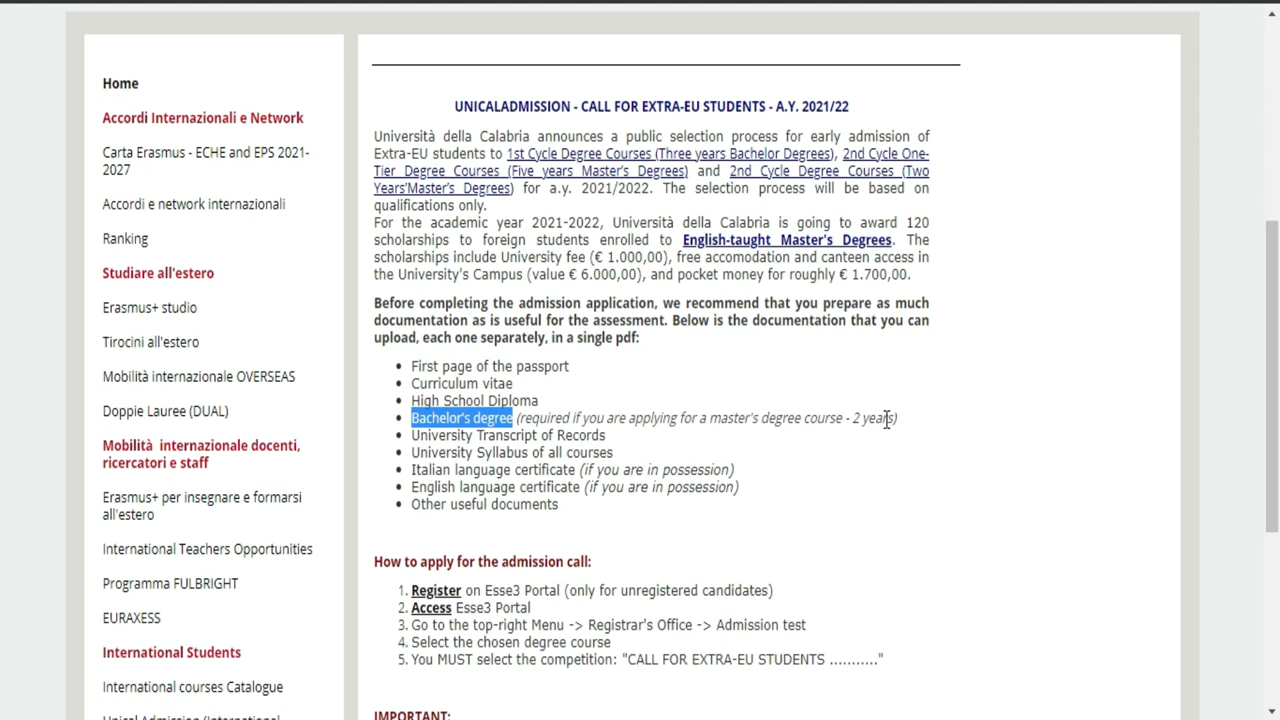 Home
Accordi Internazionali e Network
Carta Erasmus - ECHE and EPS 2021-
2027
Accordi e network internazionali
Ranking
Studiare all'estero
Erasmus+ studio
Tirocini all'estero
Mobilità internazionale OVERSEAS
Doppie Lauree (DUAL)
Mobilità internazionale docenti,
ricercatori e staff
Erasmus+ per insegnare e formarsi
all'estero
International Teachers Opportunities
Programma FULBRIGHT
EURAXESS
International Students
International courses Catalogue
Unical Admission (International
UNICALADMISSION - CALL FOR EXTRA-EU STUDENTS - A.Y. 2021/22
Università della Calabria announces a public selection process for early admission of
Extra-EU students to 1st Cycle Degree Courses (Three years Bachelor Degrees), 2nd Cycle One-
Tier Degree Courses (Five years Master's Degrees) and 2nd Cycle Degree Courses (Two
Years'Master's Degrees) for a.y. 2021/2022. The selection process will be based on
qualifications only.
For the academic year 2021-2022, Università della Calabria is going to award 120
scholarships to foreign students enrolled to English-taught Master's Degrees. The
scholarships include University fee (€ 1.000,00), free accomodation and canteen access in
the University's Campus (value € 6.000,00), and pocket money for roughly € 1.700,00.
Before completing the admission application, we recommend that you prepare as much
documentation as is useful for the assessment. Below is the documentation that you can
upload, each one separately, in a single pdf:
• First page of the passport
• Curriculum vitae
• High School Diploma
• Bachelor's degree (required if you are applying for a master's degree course - 2 years)
• University Transcript of Records
• University Syllabus of all courses
• Italian language certificate (if you are in possession)
• English language certificate (if you are in possession)
• Other useful documents
How to apply for the admission call:
1. Register on Esse3 Portal (only for unregistered candidates)
2. Access Esse3 Portal
3. Go to the top-right Menu -> Registrar's Office -> Admission test
4. Select the chosen degree course
5. You MUST select the competition: "CALL FOR EXTRA-EU STUDENTS ..........."
IMPORTANT: